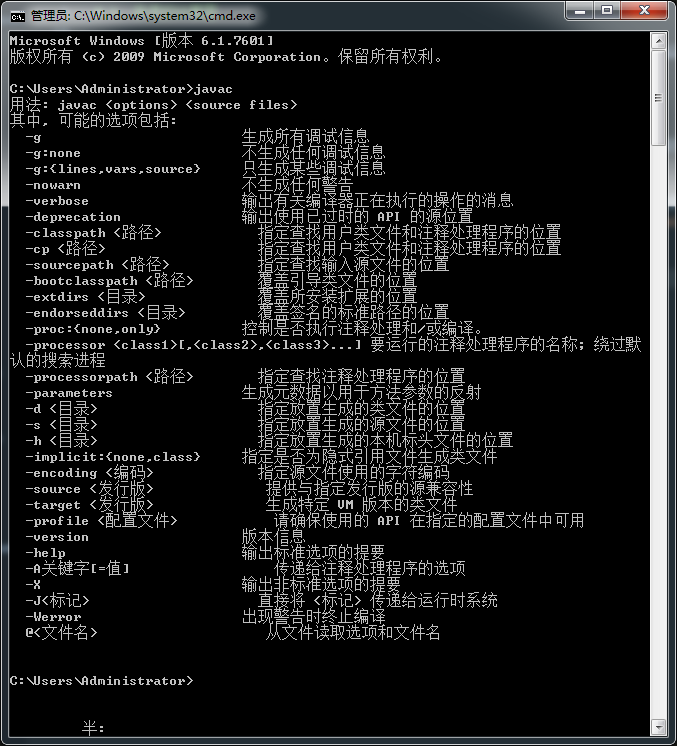 管理员: C:\Windows\system32\cmd.exe
Microsoft Windows [版本 6.1.7601]
版权所有 (c) 2009 Microsoft Corporation。保留所有权利。
C:\Users\Administrator>javac
用法: javac <options> <source files>
其中, 可能的选项包括:
-g 生成所有调试信息
-g:none 不生成任何调试信息
-g:{lines,vars,source} 只生成某些调试信息
-nowarn 不生成任何警告
-verbose 输出有关编译器正在执行的操作的消息
-deprecation 输出使用已过时的 API 的源位置
-classpath <路径> 指定查找用户类文件和注释处理程序的位置
-cp <路径> 指定查找用户类文件和注释处理程序的位置
-sourcepath <路径> 指定查找输入源文件的位置
-bootclasspath <路径> 覆盖引导类文件的位置
-extdirs <目录> 覆盖所安装扩展的位置
-endorseddirs <目录> 覆盖签名的标准路径的位置
-proc:{none,only} 控制是否执行注释处理和/或编译。
-processor <class1>[,<class2>,<class3>...] 要运行的注释处理程序的名称; 绕过默
认的搜索进程
-processorpath <路径> 指定查找注释处理程序的位置
-parameters 生成元数据以用于方法参数的反射
-d <目录> 指定放置生成的类文件的位置
-s <目录> 指定放置生成的源文件的位置
-h <目录> 指定放置生成的本机标头文件的位置
-implicit:{none,class} 指定是否为隐式引用文件生成类文件
-encoding <编码> 指定源文件使用的字符编码
-source <发行版> 提供与指定发行版的源兼容性
-target <发行版> 生成特定 VM 版本的类文件
-profile <配置文件> 请确保使用的 API 在指定的配置文件中可用
-version 版本信息
-help 输出标准选项的提要
-A关键字[=值] 传递给注释处理程序的选项
-X 输出非标准选项的提要
-J<标记> 直接将 <标记> 传递给运行时系统
-Werror 出现警告时终止编译
@<文件名> 从文件读取选项和文件名
C:\Users\Administrator>
半: